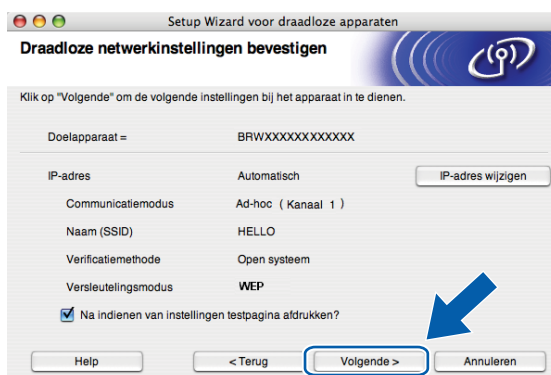 Setup Wizard voor draadloze apparaten
Draadloze netwerkinstellingen bevestigen
Klik op "Volgende" om de volgende instellingen bij het apparaat in te dienen.
Doelapparaat = BRWXXXXXXXXXXXX
IP-adres Automatisch IP-adres wijzigen
Communicatiemodus Ad-hoc ( Kanaal 1 )
Naam (SSID) HELLO
Verificatiemethode Open systeem
Versleutelingsmodus WEP
Na indienen van instellingen testpagina afdrukken?
Help < Terug Volgende > Annuleren